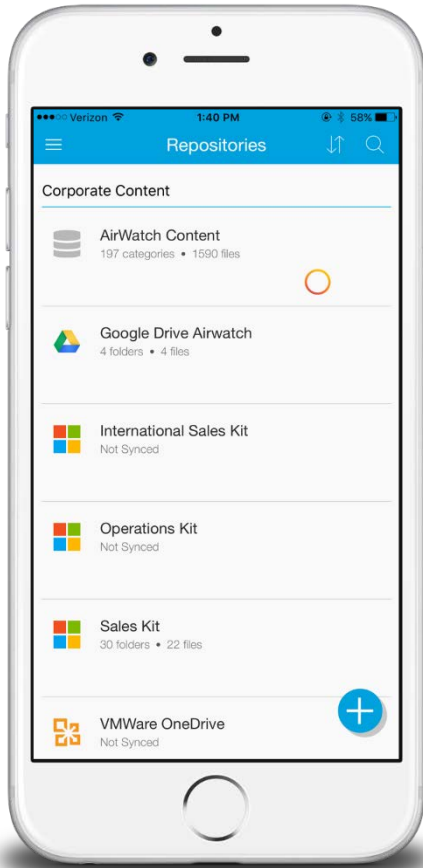 Verizon
1:40 PM
58%
Repositories
Corporate Content
AirWatch Content
197 categories • 1590 files
Google Drive Airwatch
4 folders • 4 files
International Sales Kit
Not Synced
Operations Kit
Not Synced
Sales Kit
30 folders • 22 files
VMWare OneDrive
Not Synced